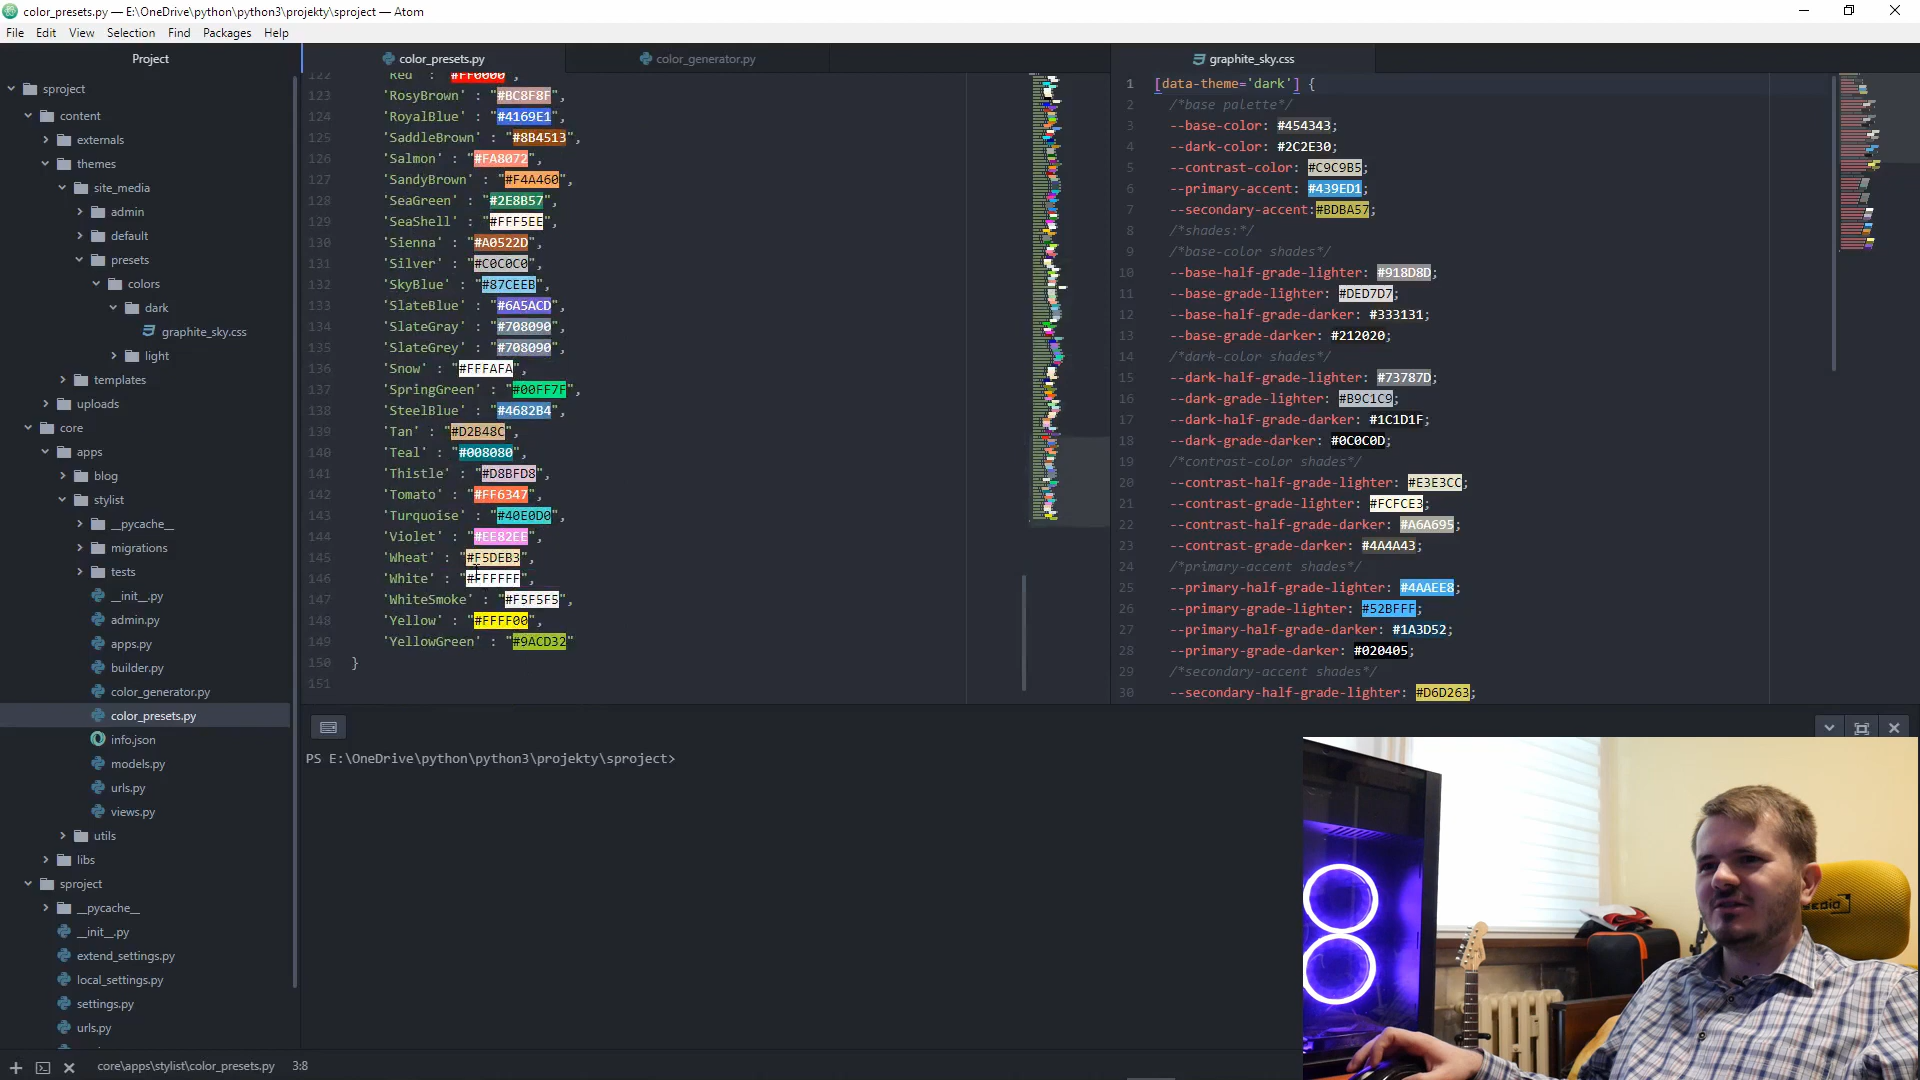 color_presets.py — E:\OneDrive\python\python3\projekty\sproject — Atom
File Edit View Selection Find Packages Help
Project
sproject
content
externals
themes
site_media
admin
default
presets
colors
dark
graphite_sky.css
light
templates
uploads
core
apps
blog
stylist
__pycache__
migrations
tests
__init__.py
admin.py
apps.py
builder.py
color_generator.py
color_presets.py
info.json
models.py
urls.py
views.py
utils
libs
sproject
__pycache__
__init__.py
extend_settings.py
local_settings.py
settings.py
urls.py
color_presets.py
color_generator.py
122 'Red' : "#FF0000",
123 'RosyBrown' : "#BC8F8F",
124 'RoyalBlue' : "#4169E1",
125 'SaddleBrown' : "#8B4513",
126 'Salmon' : "#FA8072",
127 'SandyBrown' : "#F4A460",
128 'SeaGreen' : "#2E8B57",
129 'SeaShell' : "#FFF5EE",
130 'Sienna' : "#A0522D",
131 'Silver' : "#C0C0C0",
132 'SkyBlue' : "#87CEEB",
133 'SlateBlue' : "#6A5ACD",
134 'SlateGray' : "#708090",
135 'SlateGrey' : "#708090",
136 'Snow' : "#FFFAFA",
137 'SpringGreen' : "#00FF7F",
138 'SteelBlue' : "#4682B4",
139 'Tan' : "#D2B48C",
140 'Teal' : "#008080",
141 'Thistle' : "#D8BFD8",
142 'Tomato' : "#FF6347",
143 'Turquoise' : "#40E0D0",
144 'Violet' : "#EE82EE",
145 'Wheat' : "#F5DEB3",
146 'White' : "#FFFFFF",
147 'WhiteSmoke' : "#F5F5F5",
148 'Yellow' : "#FFFF00",
149 'YellowGreen' : "#9ACD32"
150 }
151
graphite_sky.css
1 [data-theme='dark'] {
2 /*base palette*/
3 --base-color: #454343;
4 --dark-color: #2C2E30;
5 --contrast-color: #C9C9B5;
6 --primary-accent: #439ED1;
7 --secondary-accent:#BDBA57;
8 /*shades:*/
9 /*base-color shades*/
10 --base-half-grade-lighter: #918D8D;
11 --base-grade-lighter: #DED7D7;
12 --base-half-grade-darker: #333131;
13 --base-grade-darker: #212020;
14 /*dark-color shades*/
15 --dark-half-grade-lighter: #73787D;
16 --dark-grade-lighter: #B9C1C9;
17 --dark-half-grade-darker: #1C1D1F;
18 --dark-grade-darker: #0C0C0D;
19 /*contrast-color shades*/
20 --contrast-half-grade-lighter: #E3E3CC;
21 --contrast-grade-lighter: #FCFCE3;
22 --contrast-half-grade-darker: #A6A695;
23 --contrast-grade-darker: #4A4A43;
24 /*primary-accent shades*/
25 --primary-half-grade-lighter: #4AAEE8;
26 --primary-grade-lighter: #52BFFF;
27 --primary-half-grade-darker: #1A3D52;
28 --primary-grade-darker: #020405;
29 /*secondary-accent shades*/
30 --secondary-half-grade-lighter: #D6D263;
PS E:\OneDrive\python\python3\projekty\sproject>
core\apps\stylist\color_presets.py 3:8